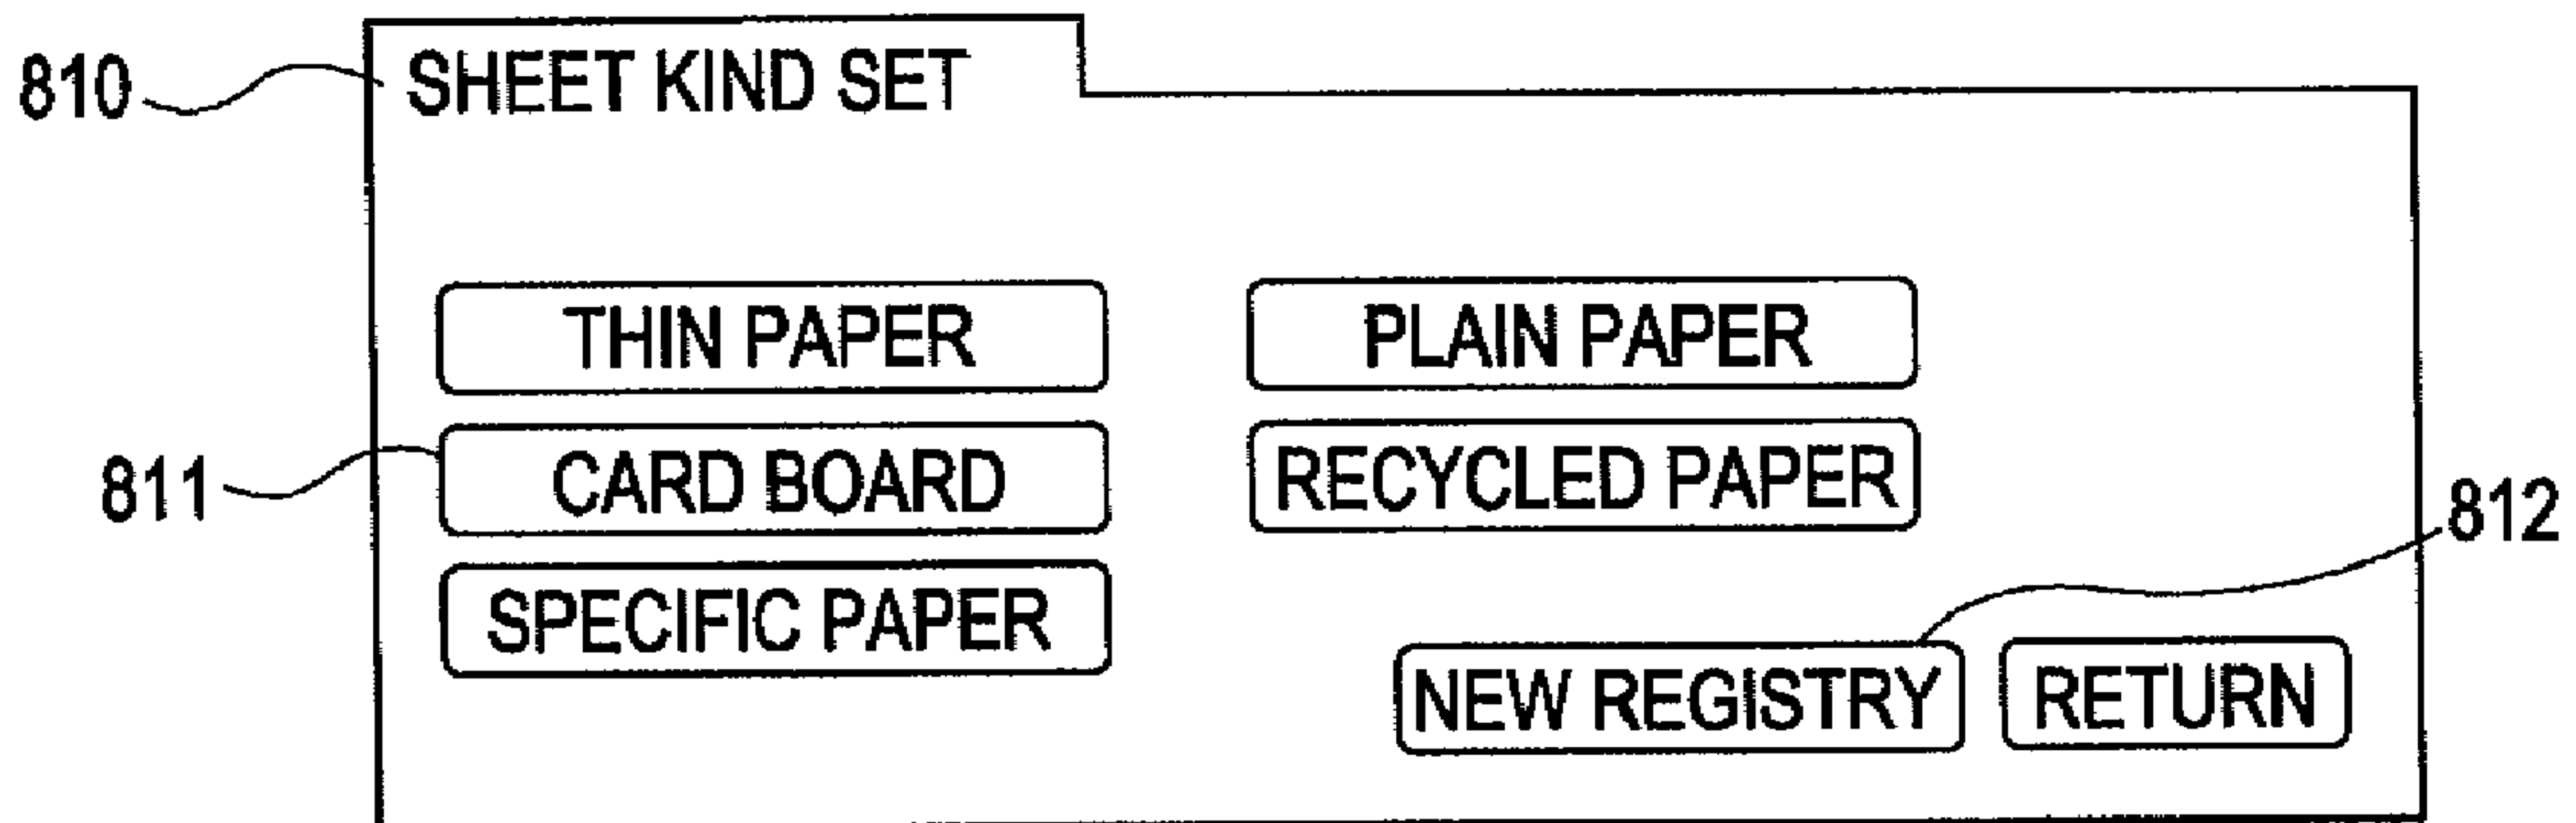 810 SHEET KIND SET
THIN PAPER PLAIN PAPER
811 CARD BOARD RECYCLED PAPER
812
SPECIFIC PAPER
NEW REGISTRY RETURN